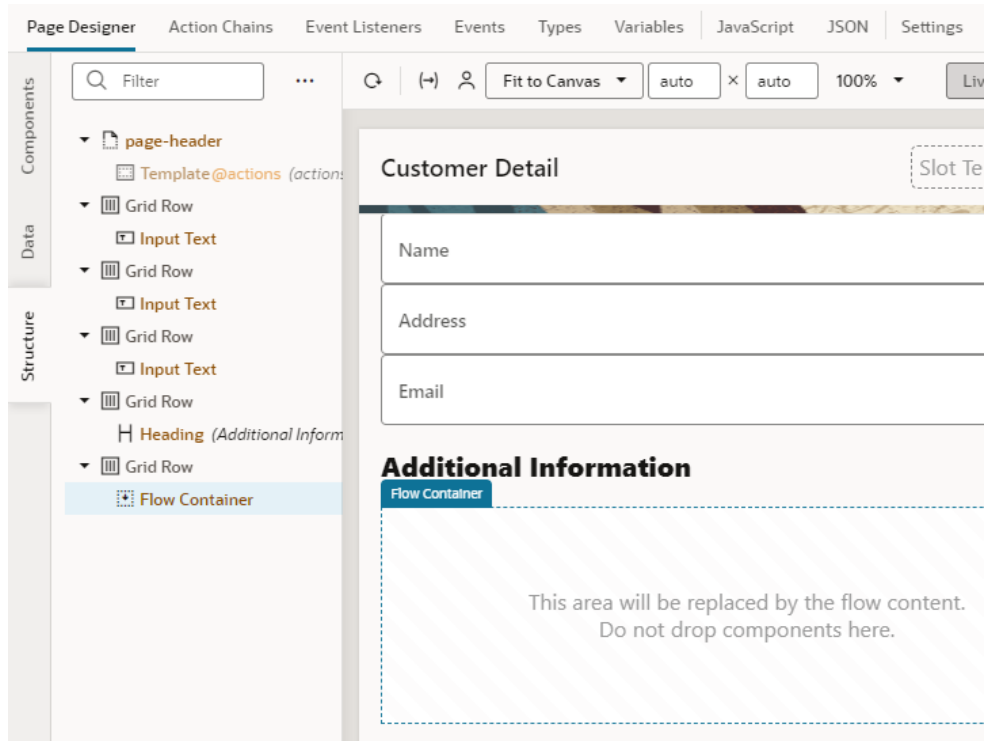 Page Designer Action Chains Event Listeners Events Types Variables JavaScript JSON Settings
Components
Data
Structure
Filter ...
page-header
Template@actions (action
Grid Row
Input Text
Grid Row
Input Text
Grid Row
Input Text
Grid Row
Heading (Additional Inform
Grid Row
Flow Container
Fit to Canvas auto × auto 100% Liv
Customer Detail Slot Te
Name
Address
Email
Additional Information
Flow Container
This area will be replaced by the flow content.
Do not drop components here.